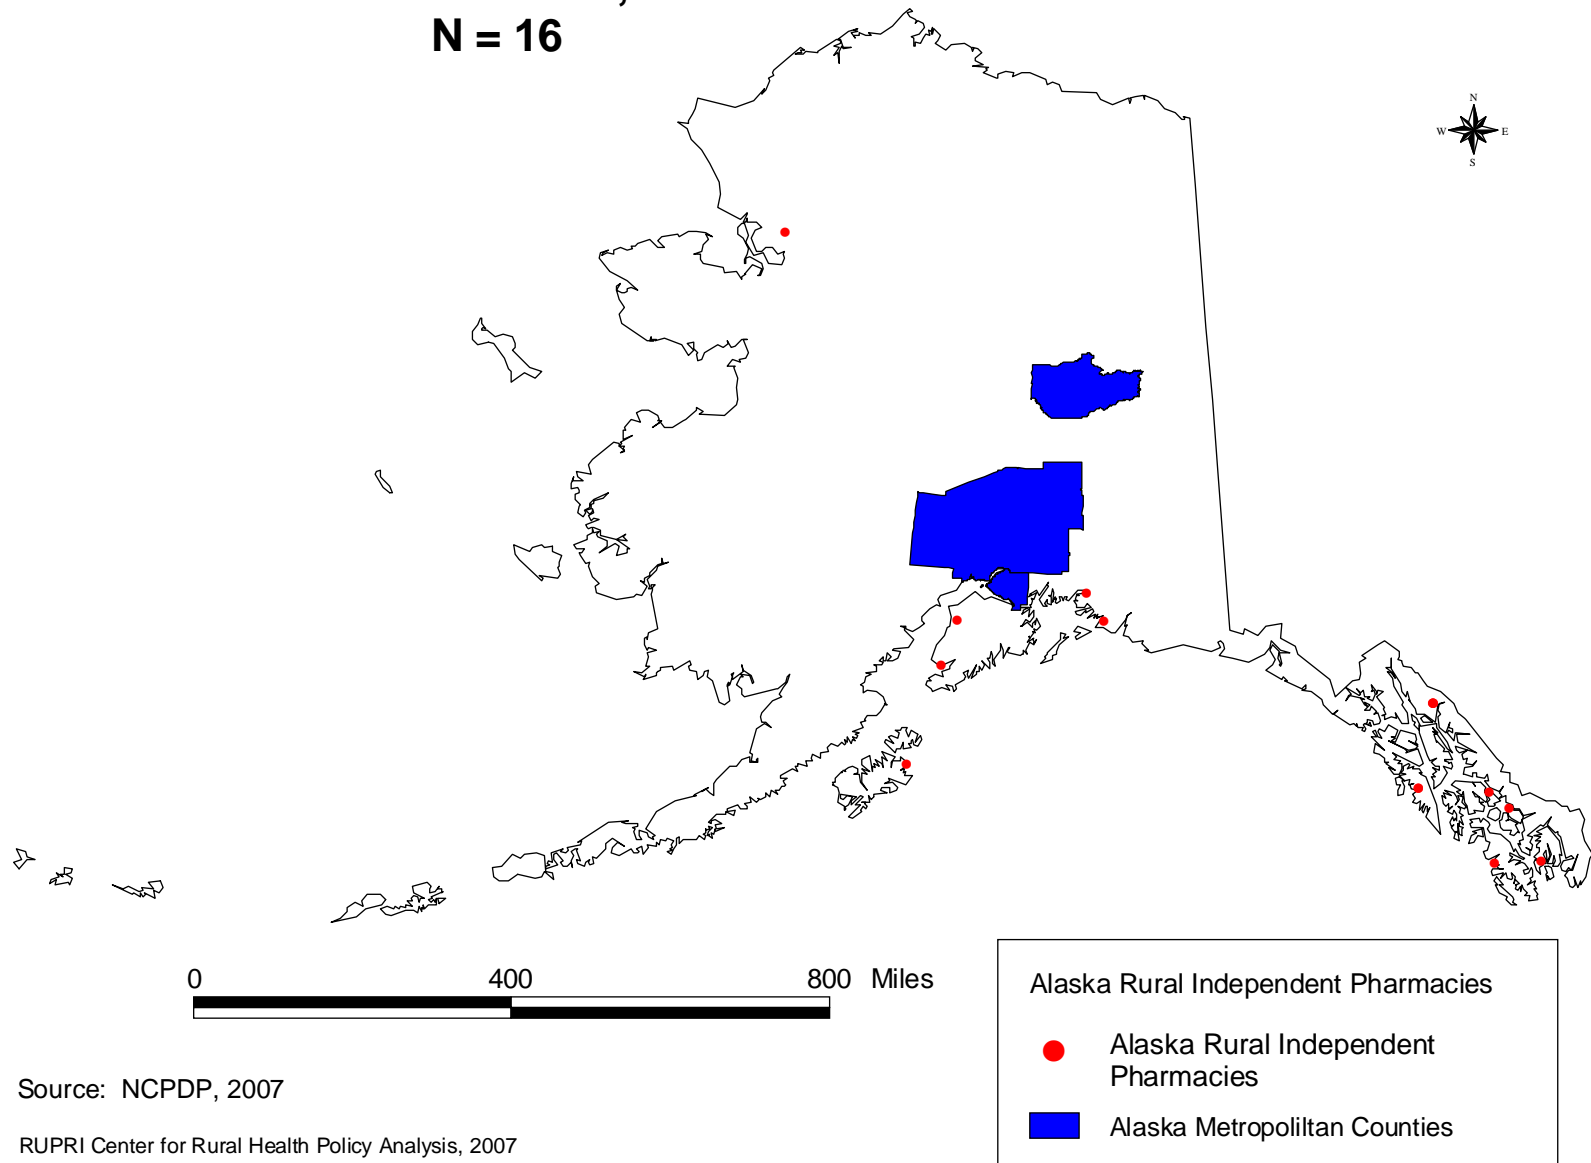 N = 16
N
W E
S
0 400 800 Miles
Alaska Rural Independent Pharmacies
Alaska Rural Independent
Pharmacies
Alaska Metropoliltan Counties
Source: NCPDP, 2007
RUPRI Center for Rural Health Policy Analysis, 2007